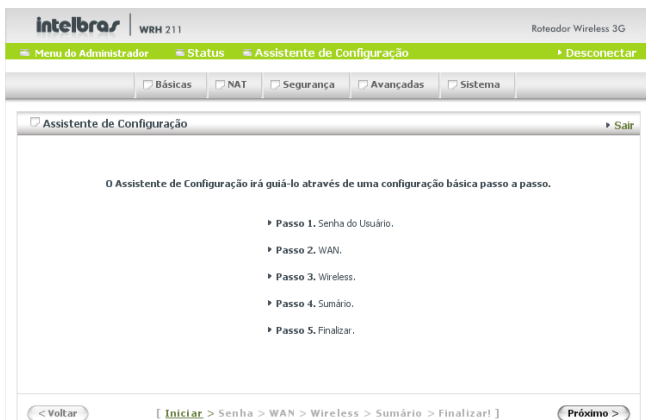 intelbras WRH 211 Roteador Wireless 3G
Menu do Administrador Status Assistente de Configuração Desconectar
Básicas NAT Segurança Avançadas Sistema
Assistente de Configuração Sair
O Assistente de Configuração irá guiá-lo através de uma configuração básica passo a passo.
Passo 1. Senha do Usuário.
Passo 2. WAN.
Passo 3. Wireless.
Passo 4. Sumário.
Passo 5. Finalizar.
< Voltar [ Iniciar > Senha > WAN > Wireless > Sumário > Finalizar! ] Próximo >